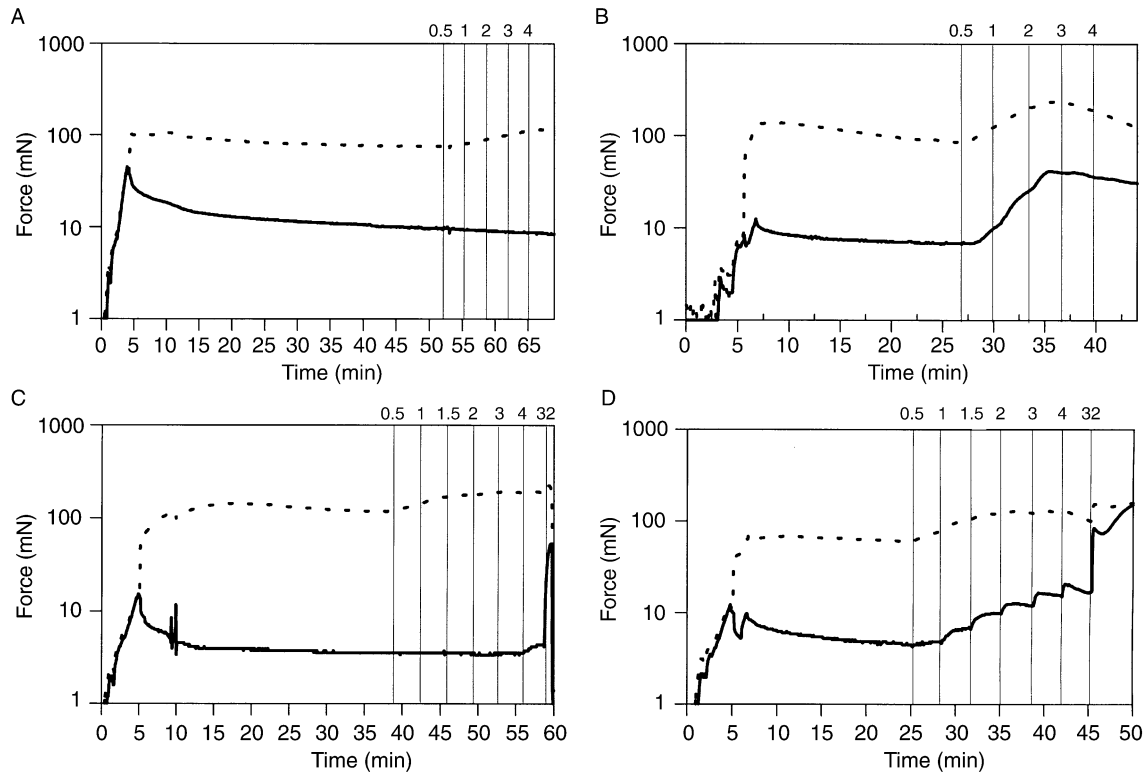 A
0.5 1 2 3 4
1000
100
10
1
Force (mN)
0 5 10 15 20 25 30 35 40 45 50 55 60 65
Time (min)
B
0.5 1 2 3 4
1000
100
10
1
Force (mN)
0 5 10 15 20 25 30 35 40
Time (min)
C
0.5 1 1.5 2 3 4 32
1000
100
10
1
Force (mN)
0 5 10 15 20 25 30 35 40 45 50 55 60
Time (min)
D
0.5 1 1.5 2 3 4 32
1000
100
10
1
Force (mN)
0 5 10 15 20 25 30 35 40 45 50
Time (min)